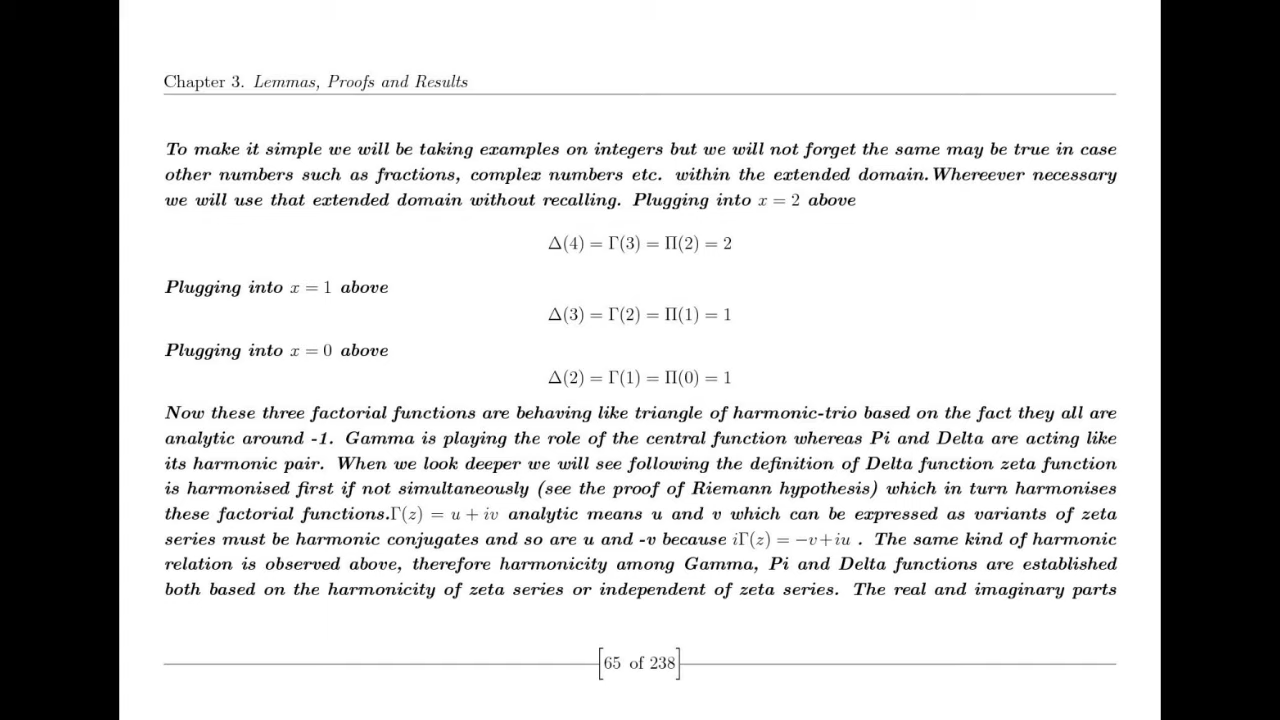 Chapter 3. Lemmas, Proofs and Results
To make it simple we will be taking examples on integers but we will not forget the same may be true in case
other numbers such as fractions, complex numbers etc. within the extended domain.Whereever necessary
we will use that extended domain without recalling. Plugging into x = 2 above
Δ(4) = Γ(3) = Π(2) = 2
Plugging into x = 1 above
Δ(3) = Γ(2) = Π(1) = 1
Plugging into x = 0 above
Δ(2) = Γ(1) = Π(0) = 1
Now these three factorial functions are behaving like triangle of harmonic-trio based on the fact they all are
analytic around -1. Gamma is playing the role of the central function whereas Pi and Delta are acting like
its harmonic pair. When we look deeper we will see following the definition of Delta function zeta function
is harmonised first if not simultaneously (see the proof of Riemann hypothesis) which in turn harmonises
these factorial functions.Γ(z) = u + iv analytic means u and v which can be expressed as variants of zeta
series must be harmonic conjugates and so are u and -v because iΓ(z) = −v+iu . The same kind of harmonic
relation is observed above, therefore harmonicity among Gamma, Pi and Delta functions are established
both based on the harmonicity of zeta series or independent of zeta series. The real and imaginary parts
[65 of 238]